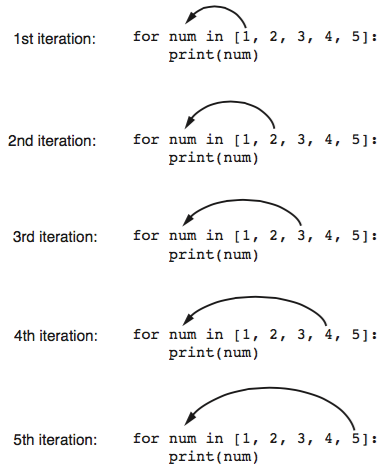 1st iteration: for num in [1, 2, 3, 4, 5]:
print(num)
2nd iteration: for num in [1, 2, 3, 4, 5]:
print(num)
3rd iteration: for num in [1, 2, 3, 4, 5]:
print(num)
4th iteration: for num in [1, 2, 3, 4, 5]:
print(num)
5th iteration: for num in [1, 2, 3, 4, 5]:
print(num)